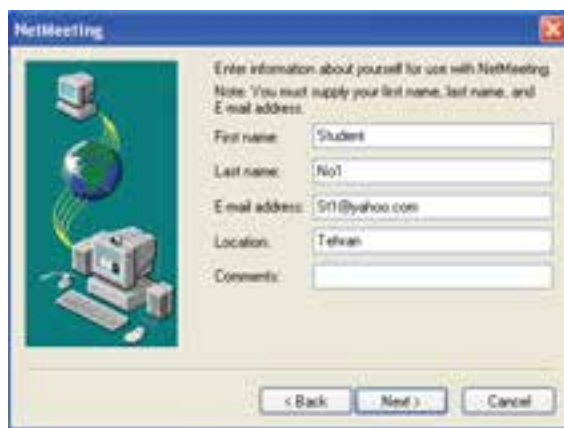 NetMeeting
Enter information about yourself for use with NetMeeting.
Note: You must supply your first name, last name, and
E-mail address.
First name: Student
Last name: No1
E-mail address: St1@yahoo.com
Location: Tehran
Comments:
< Back Next > Cancel